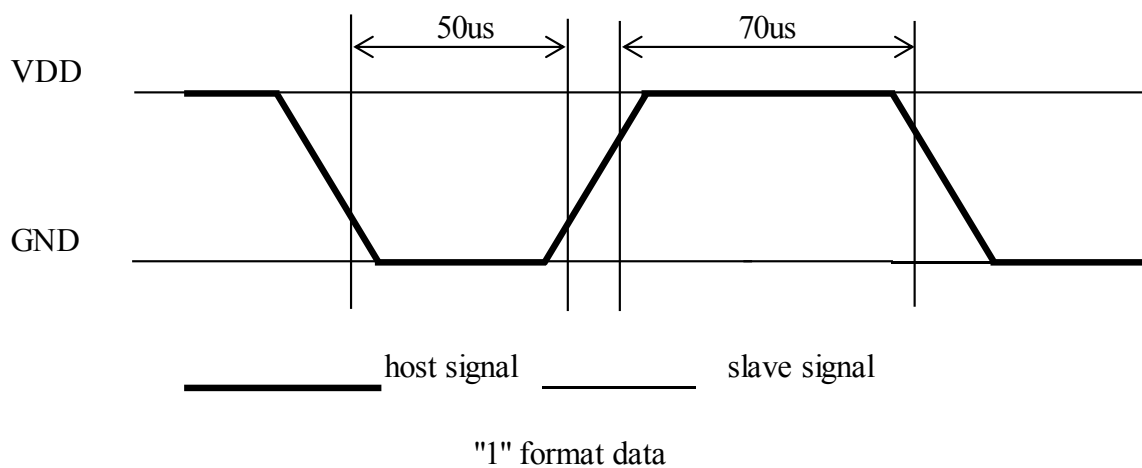 50us
70us
VDD
GND
host signal
slave signal
"1" format data